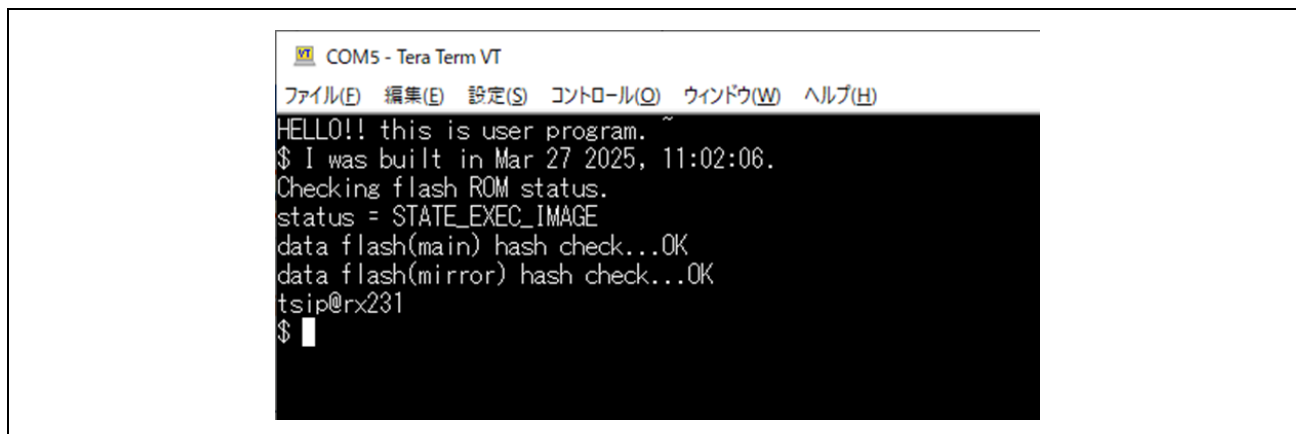 COM5 - Tera Term VT
ファイル(F) 編集(E) 設定(S) コントロール(O) ウィンドウ(W) ヘルプ(H)
HELLO!! this is user program. ~
$ I was built in Mar 27 2025, 11:02:06.
Checking flash ROM status.
status = STATE_EXEC_IMAGE
data flash(main) hash check...OK
data flash(mirror) hash check...OK
tsip@rx231
$